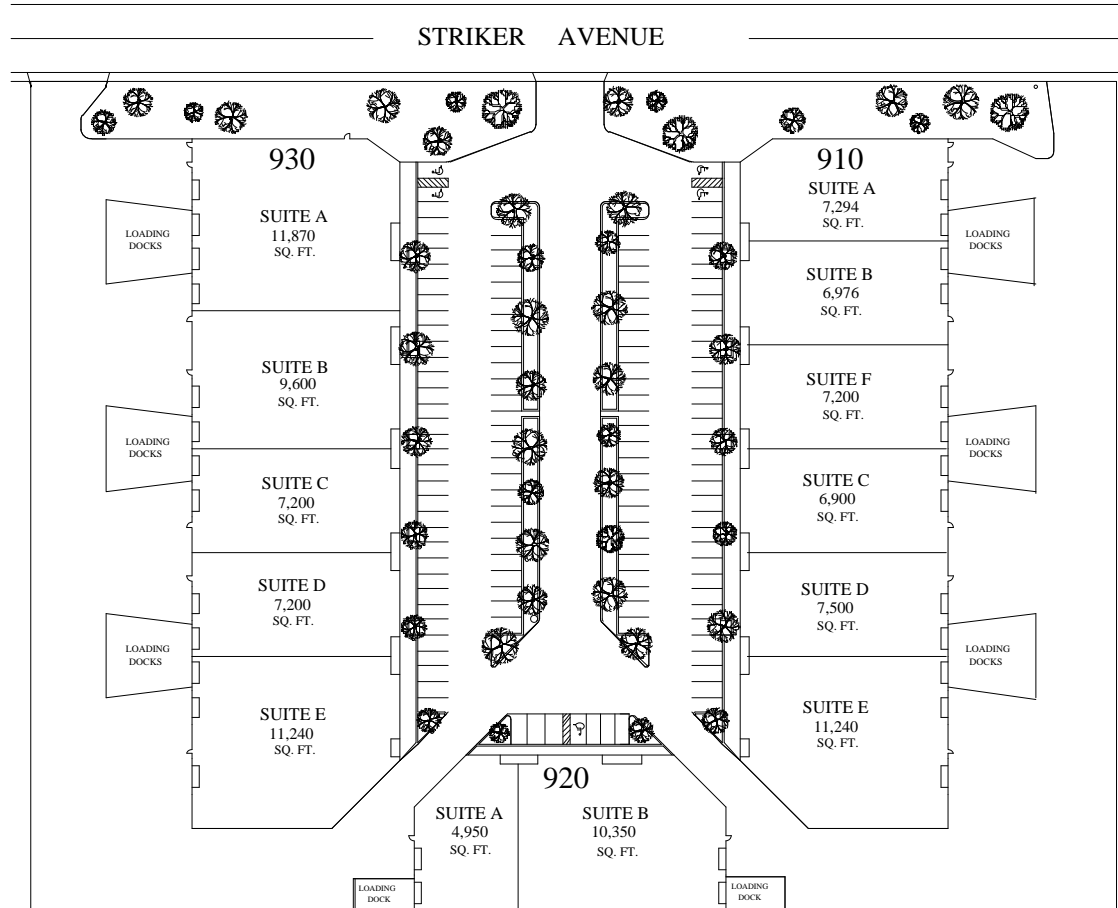 STRIKER AVENUE
930
SUITE A
11,870
SQ. FT.
LOADING
DOCKS
SUITE B
9,600
SQ. FT.
LOADING
DOCKS
SUITE C
7,200
SQ. FT.
SUITE D
7,200
SQ. FT.
LOADING
DOCKS
SUITE E
11,240
SQ. FT.
910
SUITE A
7,294
SQ. FT.
LOADING
DOCKS
SUITE B
6,976
SQ. FT.
SUITE F
7,200
SQ. FT.
LOADING
DOCKS
SUITE C
6,900
SQ. FT.
SUITE D
7,500
SQ. FT.
LOADING
DOCKS
SUITE E
11,240
SQ. FT.
920
SUITE A
4,950
SQ. FT.
LOADING
DOCK
SUITE B
10,350
SQ. FT.
LOADING
DOCK